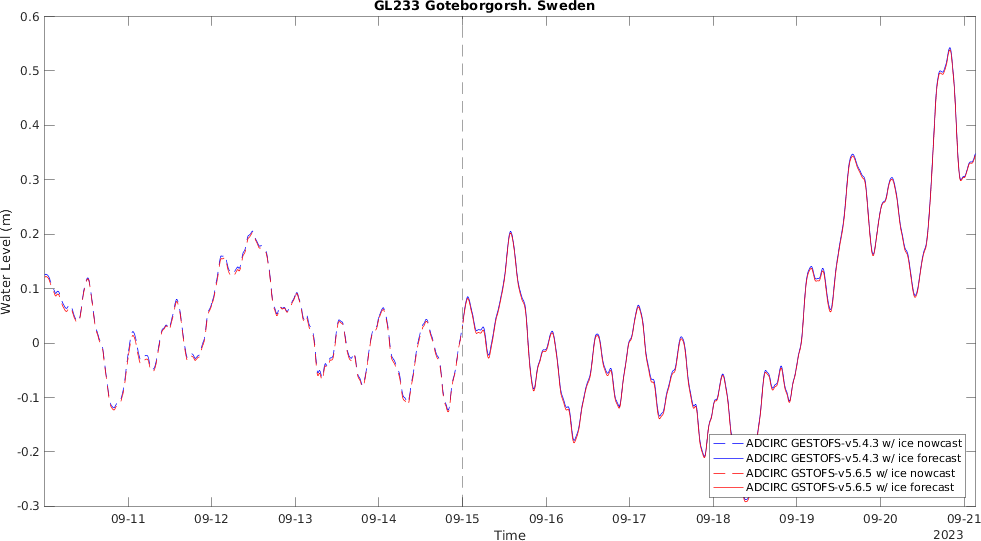 GL233 Goteborgorsh. Sweden
0.6
0.5
0.4
0.3
0.2
0.1
0
-0.1
-0.2
-0.3
Water Level (m)
ADCIRC GESTOFS-v5.4.3 w/ ice nowcast
ADCIRC GESTOFS-v5.4.3 w/ ice forecast
ADCIRC GSTOFS-v5.6.5 w/ ice nowcast
ADCIRC GSTOFS-v5.6.5 w/ ice forecast
09-11 09-12 09-13 09-14 09-15 09-16 09-17 09-18 09-19 09-20 09-21
Time 2023